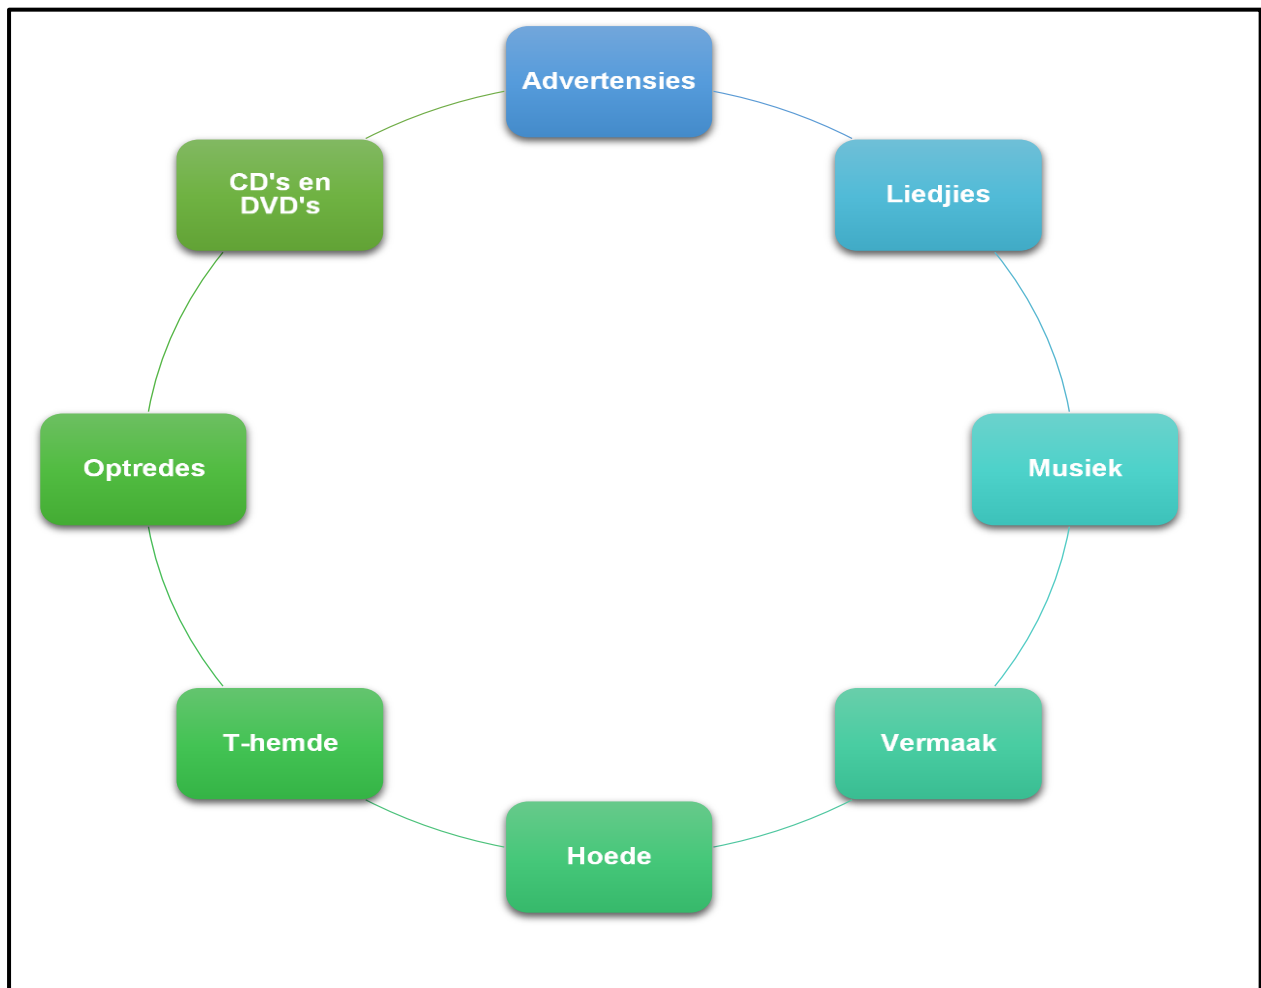 Advertensies
Liedjies
Musiek
Vermaak
Hoede
T-hemde
Optredes
CD's en
DVD's